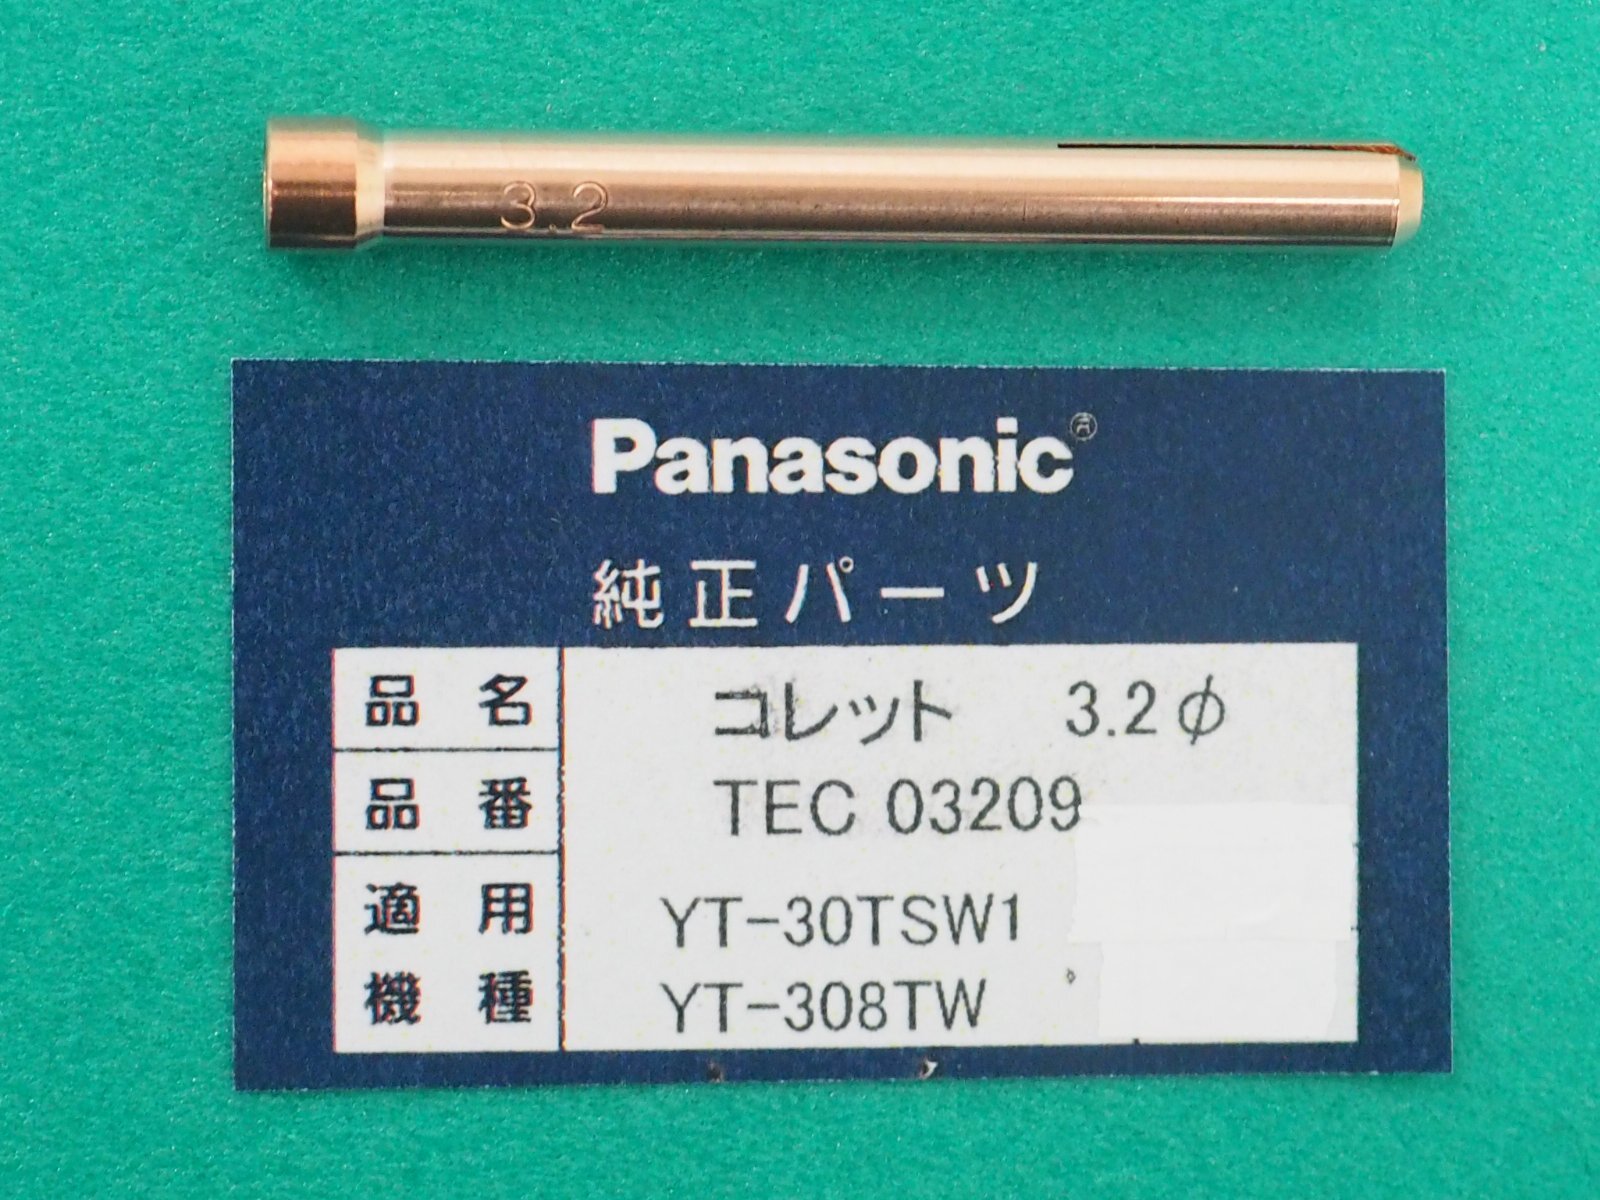 3.2
Panasonic®
純正パーツ
品名 コレット 3.2φ
品番 TEC 03209
適用 YT-30TSW1
機種 YT-308TW